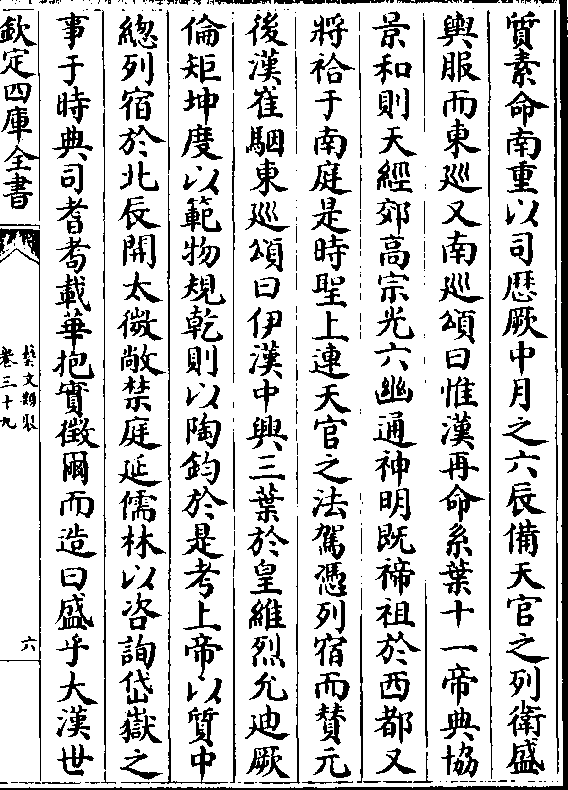 質素命南重以司厯厥中月之六辰備天官之列衛盛
輿服而東廵又南廵頌曰惟漢再命系葉十一帝典協
景和則天經郊高宗光六幽通神明既禘祖於西都又
將祫于南庭是時聖上連天官之法駕憑列宿而賛元
後漢崔駰東廵頌曰伊漢中興三葉於皇維烈允迪厥
倫矩坤度以範物規乾則以陶鈞於是考上帝以質中
總列宿於北辰開太微敞禁庭延儒林以咨詢岱嶽之
事于時典司耆耇載華抱實徵爾而造曰盛乎大漢世
欽定四庫全書
藝文類聚
卷三十九
六